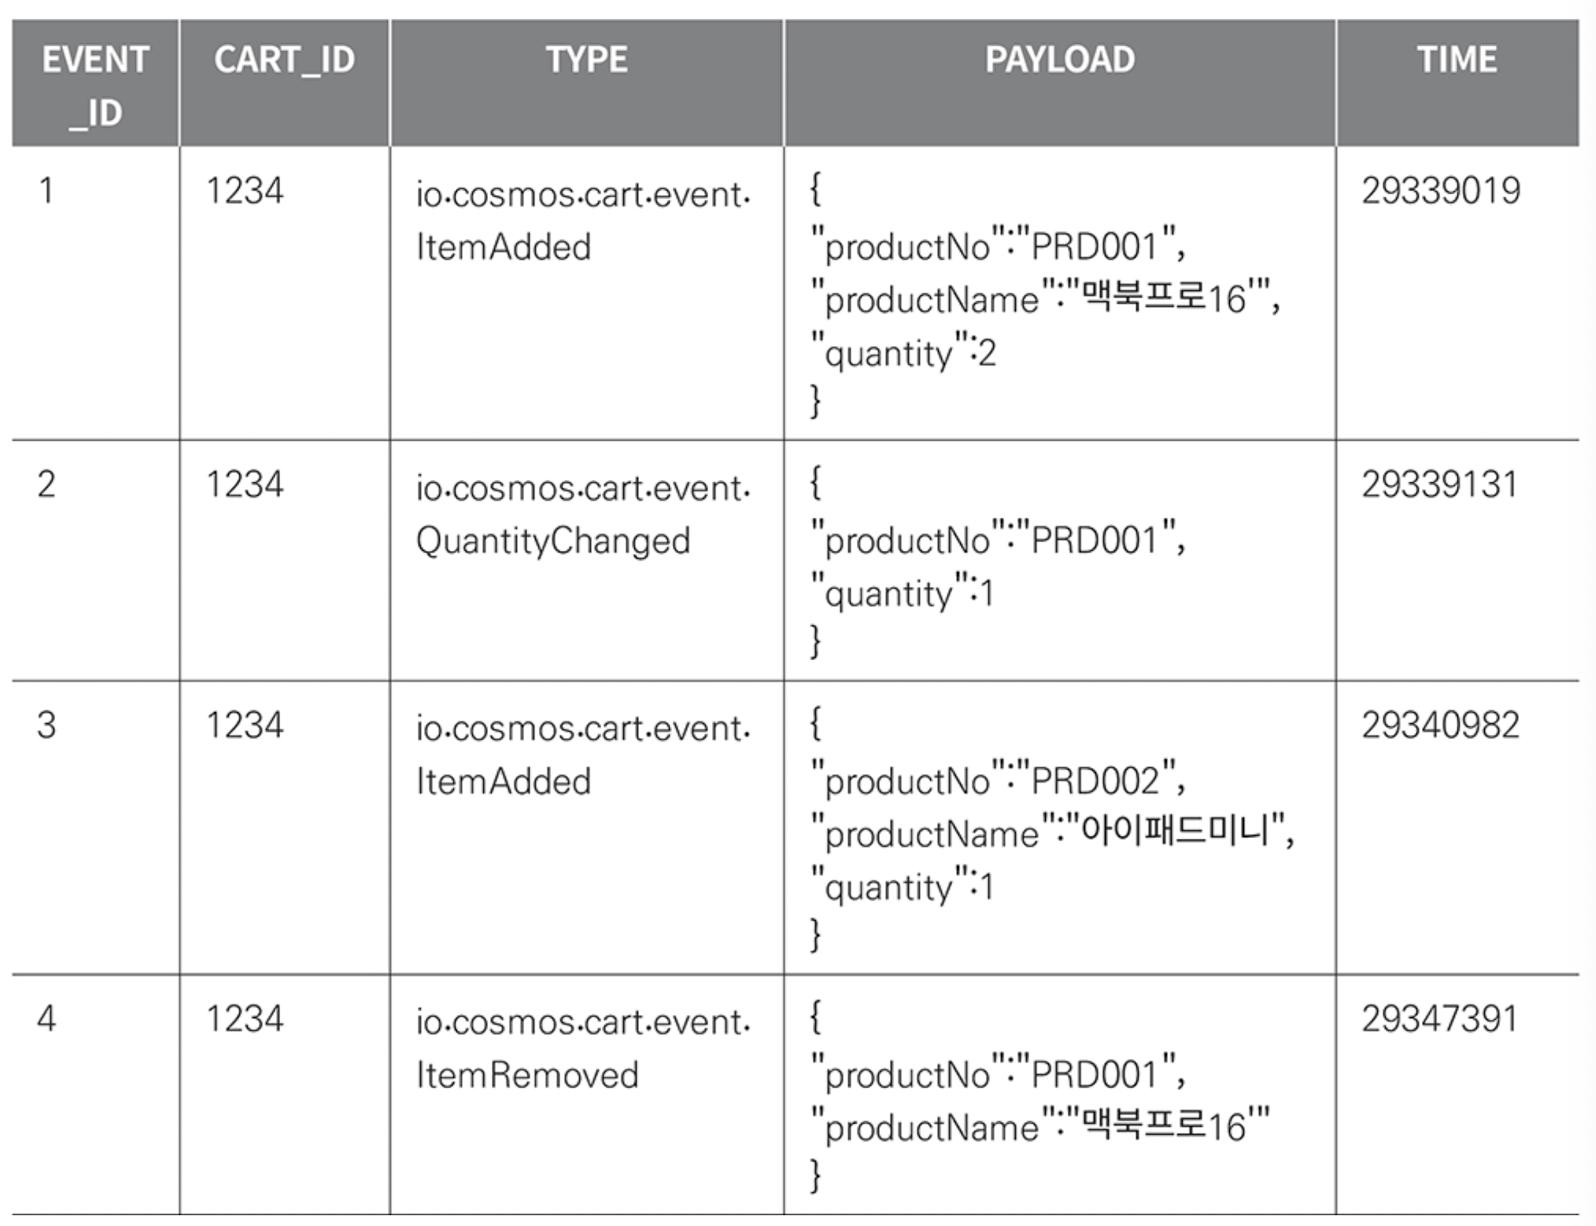 EVENT
_ID
CART_ID
TYPE
PAYLOAD
TIME
1
1234
io.cosmos.cart.event.
ItemAdded
{
"productNo":"PRD001",
"productName":"맥북프로16'",
"quantity":2
}
29339019
2
1234
io.cosmos.cart.event.
QuantityChanged
{
"productNo":"PRD001",
"quantity":1
}
29339131
3
1234
io.cosmos.cart.event.
ItemAdded
{
"productNo":"PRD002",
"productName":"아이패드미니",
"quantity":1
}
29340982
4
1234
io.cosmos.cart.event.
ItemRemoved
{
"productNo":"PRD001",
"productName":"맥북프로16'"
}
29347391